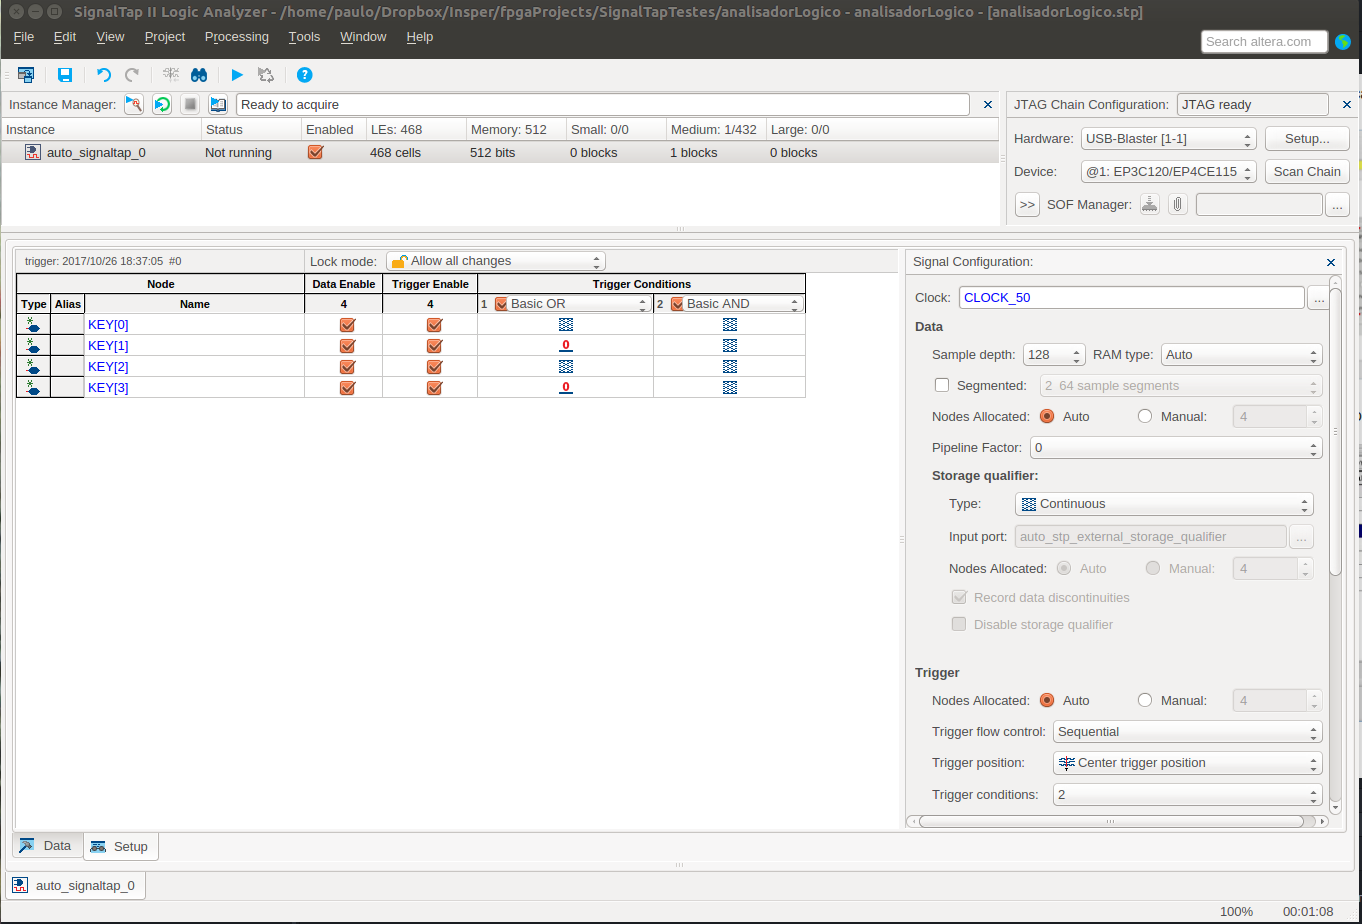 SignalTap II Logic Analyzer - /home/paulo/Dropbox/Insper/fpgaProjects/SignalTapTestes/analisadorLogico - analisadorLogico - [analisadorLogico.stp]
File Edit View Project Processing Tools Window Help
Search altera.com
Instance Manager: Ready to acquire
JTAG Chain Configuration: JTAG ready
Instance Status Enabled LEs: 468 Memory: 512 Small: 0/0 Medium: 1/432 Large: 0/0
auto_signaltap_0 Not running 468 cells 512 bits 0 blocks 1 blocks 0 blocks
Hardware: USB-Blaster [1-1] Setup...
Device: @1: EP3C120/EP4CE115 Scan Chain
>> SOF Manager: ...
trigger: 2017/10/26 18:37:05 #0 Lock mode: Allow all changes
Node Data Enable Trigger Enable Trigger Conditions
Type Alias Name 4 4 1 Basic OR 2 Basic AND
KEY[0]
KEY[1] 0
KEY[2]
KEY[3] 0
Signal Configuration:
Clock: CLOCK_50 ...
Data
Sample depth: 128 RAM type: Auto
Segmented: 2 64 sample segments
Nodes Allocated: Auto Manual: 4
Pipeline Factor: 0
Storage qualifier:
Type: Continuous
Input port: auto_stp_external_storage_qualifier ...
Nodes Allocated: Auto Manual: 4
Record data discontinuities
Disable storage qualifier
Trigger
Nodes Allocated: Auto Manual: 4
Trigger flow control: Sequential
Trigger position: Center trigger position
Trigger conditions: 2
Data Setup
auto_signaltap_0
100% 00:01:08